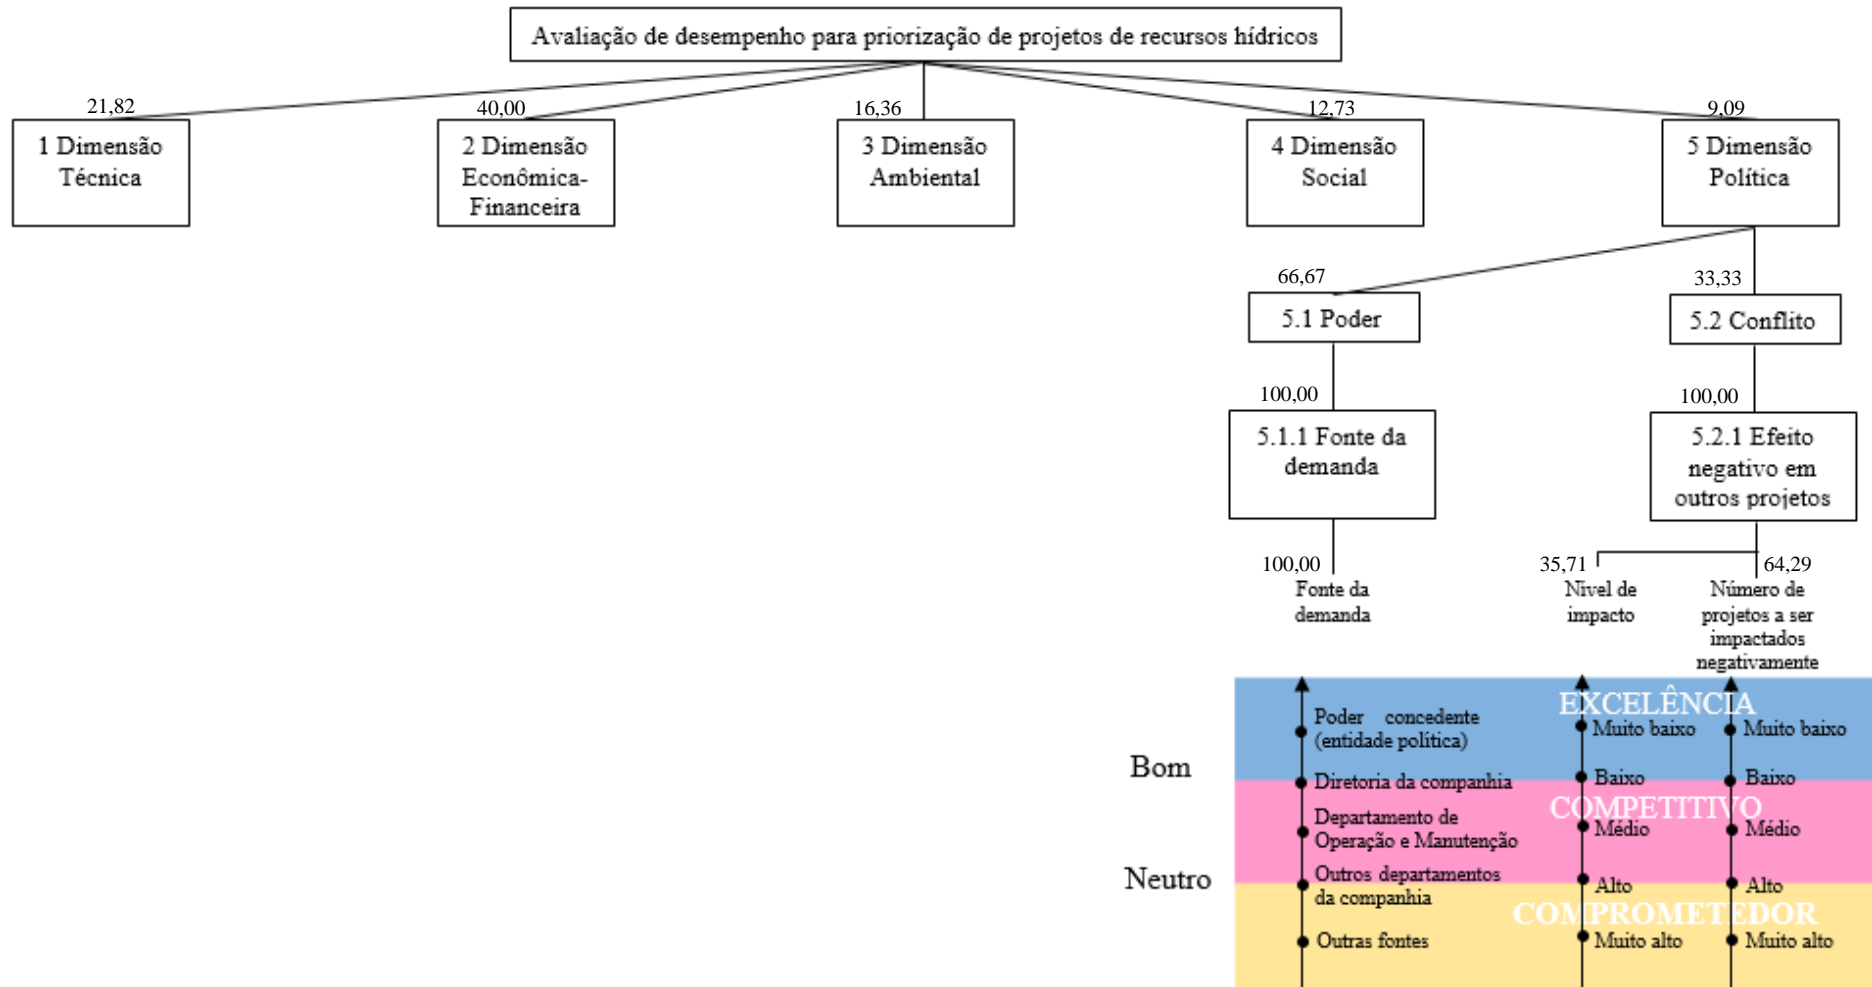 Avaliação de desempenho para priorização de projetos de recursos hídricos
21,82
40,00
16,36
12,73
9,09
1 Dimensão
Técnica
2 Dimensão
Econômica-
Financeira
3 Dimensão
Ambiental
4 Dimensão
Social
5 Dimensão
Política
66,67
33,33
5.1 Poder
5.2 Conflito
100,00
100,00
5.1.1 Fonte da
demanda
5.2.1 Efeito
negativo em
outros projetos
100,00
35,71
64,29
Fonte da
demanda
Nível de
impacto
Número de
projetos a ser
impactados
negativamente
EXCELÊNCIA
Poder concedente
(entidade política)
Muito baixo
Muito baixo
Bom
Diretoria da companhia
Baixo
Baixo
COMPETITIVO
Departamento de
Operação e Manutenção
Médio
Médio
Neutro
Outros departamentos
da companhia
Alto
Alto
COMPROMETEDOR
Outras fontes
Muito alto
Muito alto